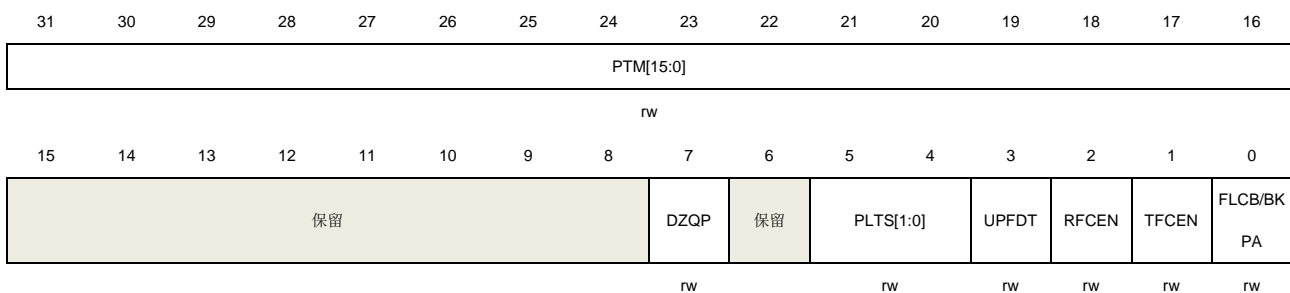 31 30 29 28 27 26 25 24 23 22 21 20 19 18 17 16
PTM[15:0]
rw
15 14 13 12 11 10 9 8 7 6 5 4 3 2 1 0
保留 DZQP 保留 PLTS[1:0] UPFDT RFCEN TFCEN FLCB/BK
PA
rw rw rw rw rw rw